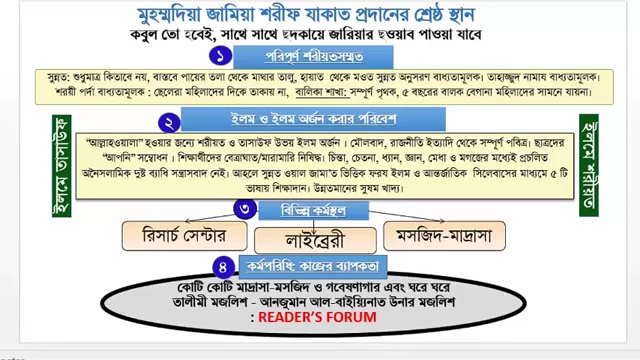 মুহম্মদিয়া জামিয়া শরীফ যাকাত প্রদানের শ্রেষ্ঠ স্থান
কবুল তো হবেই, সাথে সাথে ছদকায়ে জারিয়ার ছওয়াব পাওয়া যাবে
১ পরিপূর্ণ শরীয়তসম্মত
সুন্নত: শুধুমাত্র কিতাবে নয়, বাস্তবে পায়ের তলা থেকে মাথার তালু, হায়াত থেকে মওত সুন্নত অনুসরণ বাধ্যতামূলক। তাহাজ্জুদ নামায বাধ্যতামূলক।
শরয়ী পর্দা বাধ্যতামূলক : ছেলেরা মহিলাদের দিকে তাকায় না, বালিকা শাখা: সম্পূর্ণ পৃথক, ৫ বছরের বালক বেগানা মহিলাদের সামনে যায়না।
২ ইলম ও ইলম অর্জন করার পরিবেশ
ইলমে তাসাউফ
"আল্লাহওয়ালা" হওয়ার জন্যে শরীয়ত ও তাসাউফ উভয় ইলম অর্জন । মৌলবাদ, রাজনীতি ইত্যাদি থেকে সম্পূর্ণ পবিত্র। ছাত্রদের
"আপনি" সম্বোধন । শিক্ষার্থীদের বেত্রাঘাত/মারামারি নিষিদ্ধ। চিন্তা, চেতনা, ধ্যান, জ্ঞান, মেধা ও মগজের মধ্যেই প্রচলিত
অনৈসলামিক দুষ্ট ব্যাধি সন্ত্রাসবাদ নেই। আহলে সুন্নত ওয়াল জামা'ত ভিত্তিক ফরয ইলম ও আন্তর্জাতিক সিলেবাসের মাধ্যমে ৫ টি
ভাষায় শিক্ষাদান। উন্নতমানের সুষম খাদ্য।
ইলমে শরীয়াত
৩ বিভিন্ন কর্মস্থল
রিসার্চ সেন্টার
লাইব্রেরী
মসজিদ-মাদ্রাসা
৪ কর্মপরিধি: কাজের ব্যাপকতা
কোটি কোটি মাদ্রাসা-মসজিদ ও গবেষণাগার এবং ঘরে ঘরে
তালীমী মজলিশ - আনজুমান আল-বাইয়্যিনাত উনার মজলিশ
: READER'S FORUM